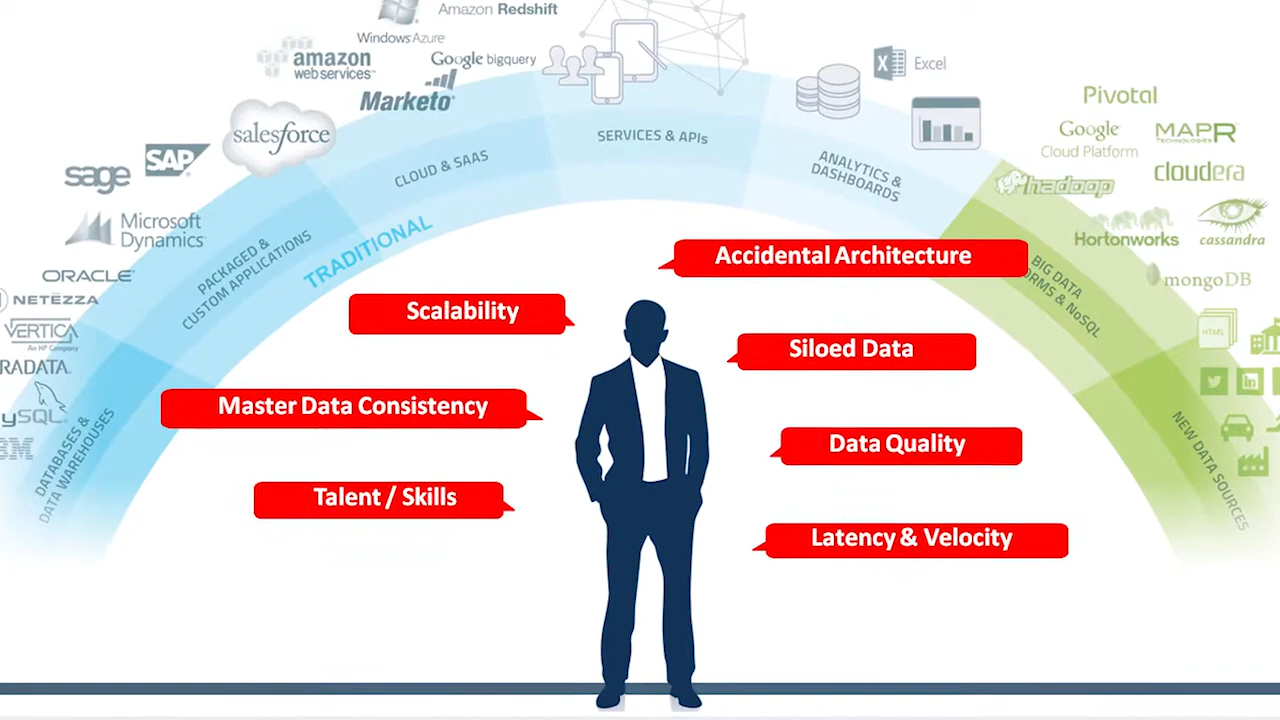 Amazon Redshift
Windows Azure
amazon
web services™
Google bigquery
Marketo
Excel
salesforce
SAP
sage
Microsoft
Dynamics
ORACLE
NETEZZA
VERTICA
An HP Company
RADATA
ySQL
BM
DATABASES &
DATA WAREHOUSES
PACKAGED &
CUSTOM APPLICATIONS
TRADITIONAL
CLOUD & SAAS
SERVICES & APIs
ANALYTICS &
DASHBOARDS
BIG DATA
ORMS & NoSQL
NEW DATA SOURCES
Pivotal
Google
Cloud Platform
MAPR
TECHNOLOGIES
hadoop
cloudera
Hortonworks
cassandra
mongoDB
HTML
in
Accidental Architecture
Scalability
Siloed Data
Master Data Consistency
Data Quality
Talent / Skills
Latency & Velocity